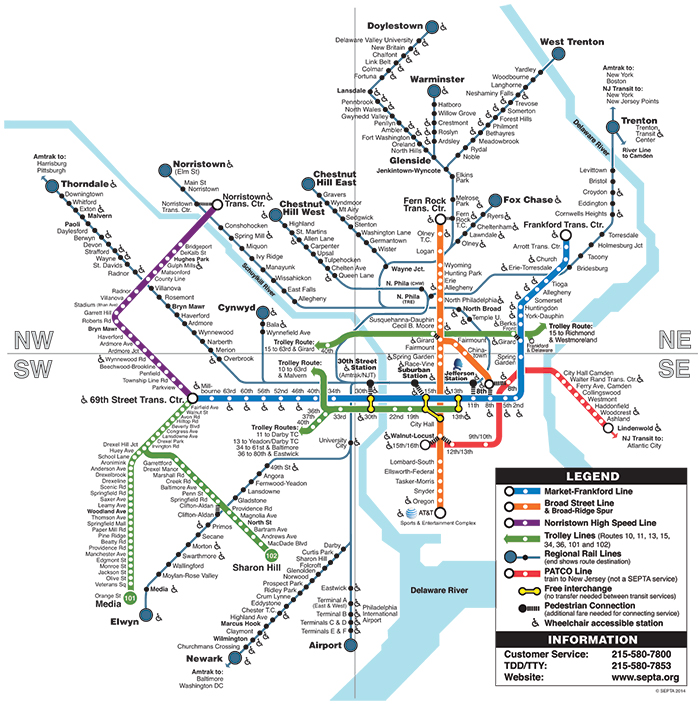 Doylestown
Delaware Valley University
New Britain
Chalfont
Link Belt
Colmar
Fortuna
Lansdale
Pennbrook
North Wales
Gwynedd Valley
Penllyn
Ambler
Fort Washington
Oreland
North Hills
Glenside
Jenkintown-Wyncote
Warminster
Hatboro
Willow Grove
Crestmont
Roslyn
Ardsley
West Trenton
Yardley
Woodbourne
Langhorne
Neshaminy Falls
Trevose
Somerton
Forest Hills
Philmont
Bethayres
Meadowbrook
Rydal
Noble
Elkins
Park
Melrose
Park
Fern
Rock
T.C.
Amtrak to:
New York
Boston
NJ Transit to:
New York
New Jersey Points
Trenton
Trenton
Transit
Center
River Line
to Camden
Delaware River
Levittown
Bristol
Croydon
Eddington
Cornwells Heights
Torresdale
Holmesburg Jct
Tacony
Bridesburg
Fox Chase
Ryers
Cheltenham
Lawndale
Olney
Fern Rock
Trans. Ctr.
Olney
T.C.
Logan
Wyoming
Hunting Park
Erie
Allegheny
North Philadelphia
Susquehanna-Dauphin
Cecil B. Moore
Girard
Fairmount
Frankford Trans. Ctr.
Arrott Trans. Ctr.
Church
Erie-Torresdale
Tioga
Allegheny
Somerset
Huntingdon
York-Dauphin
Berks
Girard
Spring
Garden
Wayne Jct.
N. Phila (CHW)
N. Phila
(TRE)
North Broad
Temple U.
Trolley Route:
15 to Richmond
& Westmoreland
Frankford
& Delaware
Front
Chestnut
Hill East
Gravers
Wyndmoor
Mt Airy
Sedgwick
Stenton
Washington Lane
Germantown
Wister
Chestnut
Hill West
Highland
St. Martins
Allen Lane
Carpenter
Upsal
Tulpehocken
Chelten Ave
Queen Lane
Norristown
(Elm St)
Main St
Norristown
Norristown
Trans. Ctr.
Norristown
Trans. Ctr.
Conshohocken
Spring Mill
Miquon
Ivy Ridge
Manayunk
Wissahickon
East Falls
Allegheny
Schuylkill River
Amtrak to:
Harrisburg
Pittsburgh
Thorndale
Downingtown
Whitford
Exton
Malvern
Paoli
Daylesford
Berwyn
Devon
Strafford
Wayne
St. Davids
Radnor
Villanova
Rosemont
Bryn Mawr
Haverford
Ardmore
Wynnewood
Narberth
Merion
Overbrook
Bridgeport
DeKalb St
Hughes Park
Gulph Mills
Matsonford
County Line
Radnor
Villanova
Stadium (Ithan Ave)
Garrett Hill
Roberts Rd
Bryn Mawr
Haverford
Ardmore Ave
Ardmore Jct
Wynnewood Rd
Beechwood-Brookline
Penfield
Township Line Rd
Parkview
Cynwyd
Bala
Wynnefield Ave
Trolley Route:
15 to 63rd & Girard
40th
Trolley Route:
10 to 63rd
& Malvern
NW
SW
NE
SE
30th Street
Station
(Amtrak/NJT)
Suburban
Station
Jefferson
Station
Spring Garden
Race-Vine
Girard
Fairmount
China-
town
69th Street Trans. Ctr.
Mill-
bourne
63rd
60th
56th
52nd
46th
40th
34th
30th
15th
13th
11th
8th
8th
5th
2nd
36th
37th
40th
33rd
30th
22nd
19th
City Hall
13th
Trolley Routes:
11 to Darby TC
13 to Yeadon/Darby TC
34 to 61st & Baltimore
36 to 80th & Eastwick
University
City
Walnut-Locust
15th/16th
12th/13th
9th/10th
Lombard-South
Ellsworth-Federal
Tasker-Morris
Snyder
Oregon
AT&T
Sports & Entertainment Complex
City Hall Camden
Walter Rand Trans. Ctr.
Ferry Ave, Camden
Collingswood
Westmont
Haddonfield
Woodcrest
Ashland
Lindenwold
NJ Transit to:
Atlantic City
Fairfield Ave
Walnut St
Avon Rd
Hilltop Rd
Beverly Blvd
Congress Ave
Lansdowne Ave
Drexel Park
Irvington Rd
Drexel Hill Jct
Huey Ave
School Lane
Aronimink
Anderson Ave
Drexelbrook
Drexeline
Scenic Rd
Springfield Rd
Saxer Ave
Leamy Ave
Woodland Ave
Thomson Ave
Springfield Mall
Paper Mill Rd
Pine Ridge
Beatty Rd
Providence Rd
Manchester Ave
Edgmont St
Monroe St
Jackson St
Olive St
Veterans Sq
Orange St
101
Media
Garrettford
Drexel Manor
Marshall Rd
Creek Rd
Baltimore Ave
Penn St
Springfield Rd
Clifton-Aldan
Clifton-Aldan
Providence Rd
Magnolia Ave
North St
Bartram Ave
Andrews Ave
MacDade Blvd
102
Sharon Hill
49th St
Angora
Fernwood-Yeadon
Lansdowne
Gladstone
Primos
Secane
Morton
Swarthmore
Wallingford
Moylan-Rose Valley
Media
Elwyn
Darby
Curtis Park
Sharon Hill
Folcroft
Glenolden
Norwood
Prospect Park
Ridley Park
Crum Lynne
Eddystone
Chester T.C.
Highland Ave
Marcus Hook
Claymont
Wilmington
Churchmans Crossing
Newark
Amtrak to:
Baltimore
Washington DC
Eastwick
Terminal A
(East & West)
Terminal B
Terminals C & D
Terminals E & F
Philadelphia
International
Airport
Airport
Delaware River
LEGEND
Market-Frankford Line
Broad Street Line
& Broad-Ridge Spur
Norristown High Speed Line
Trolley Lines (Routes 10, 11, 13, 15,
34, 36, 101 and 102)
Regional Rail Lines
(end shows route destination)
PATCO Line
train to New Jersey (not a SEPTA service)
Free interchange
(no transfer needed between transit services)
Pedestrian Connection
(additional fare needed for connecting service)
Wheelchair accessible station
INFORMATION
Customer Service: 215-580-7800
TDD/TTY: 215-580-7853
Website: www.septa.org
© SEPTA 2014